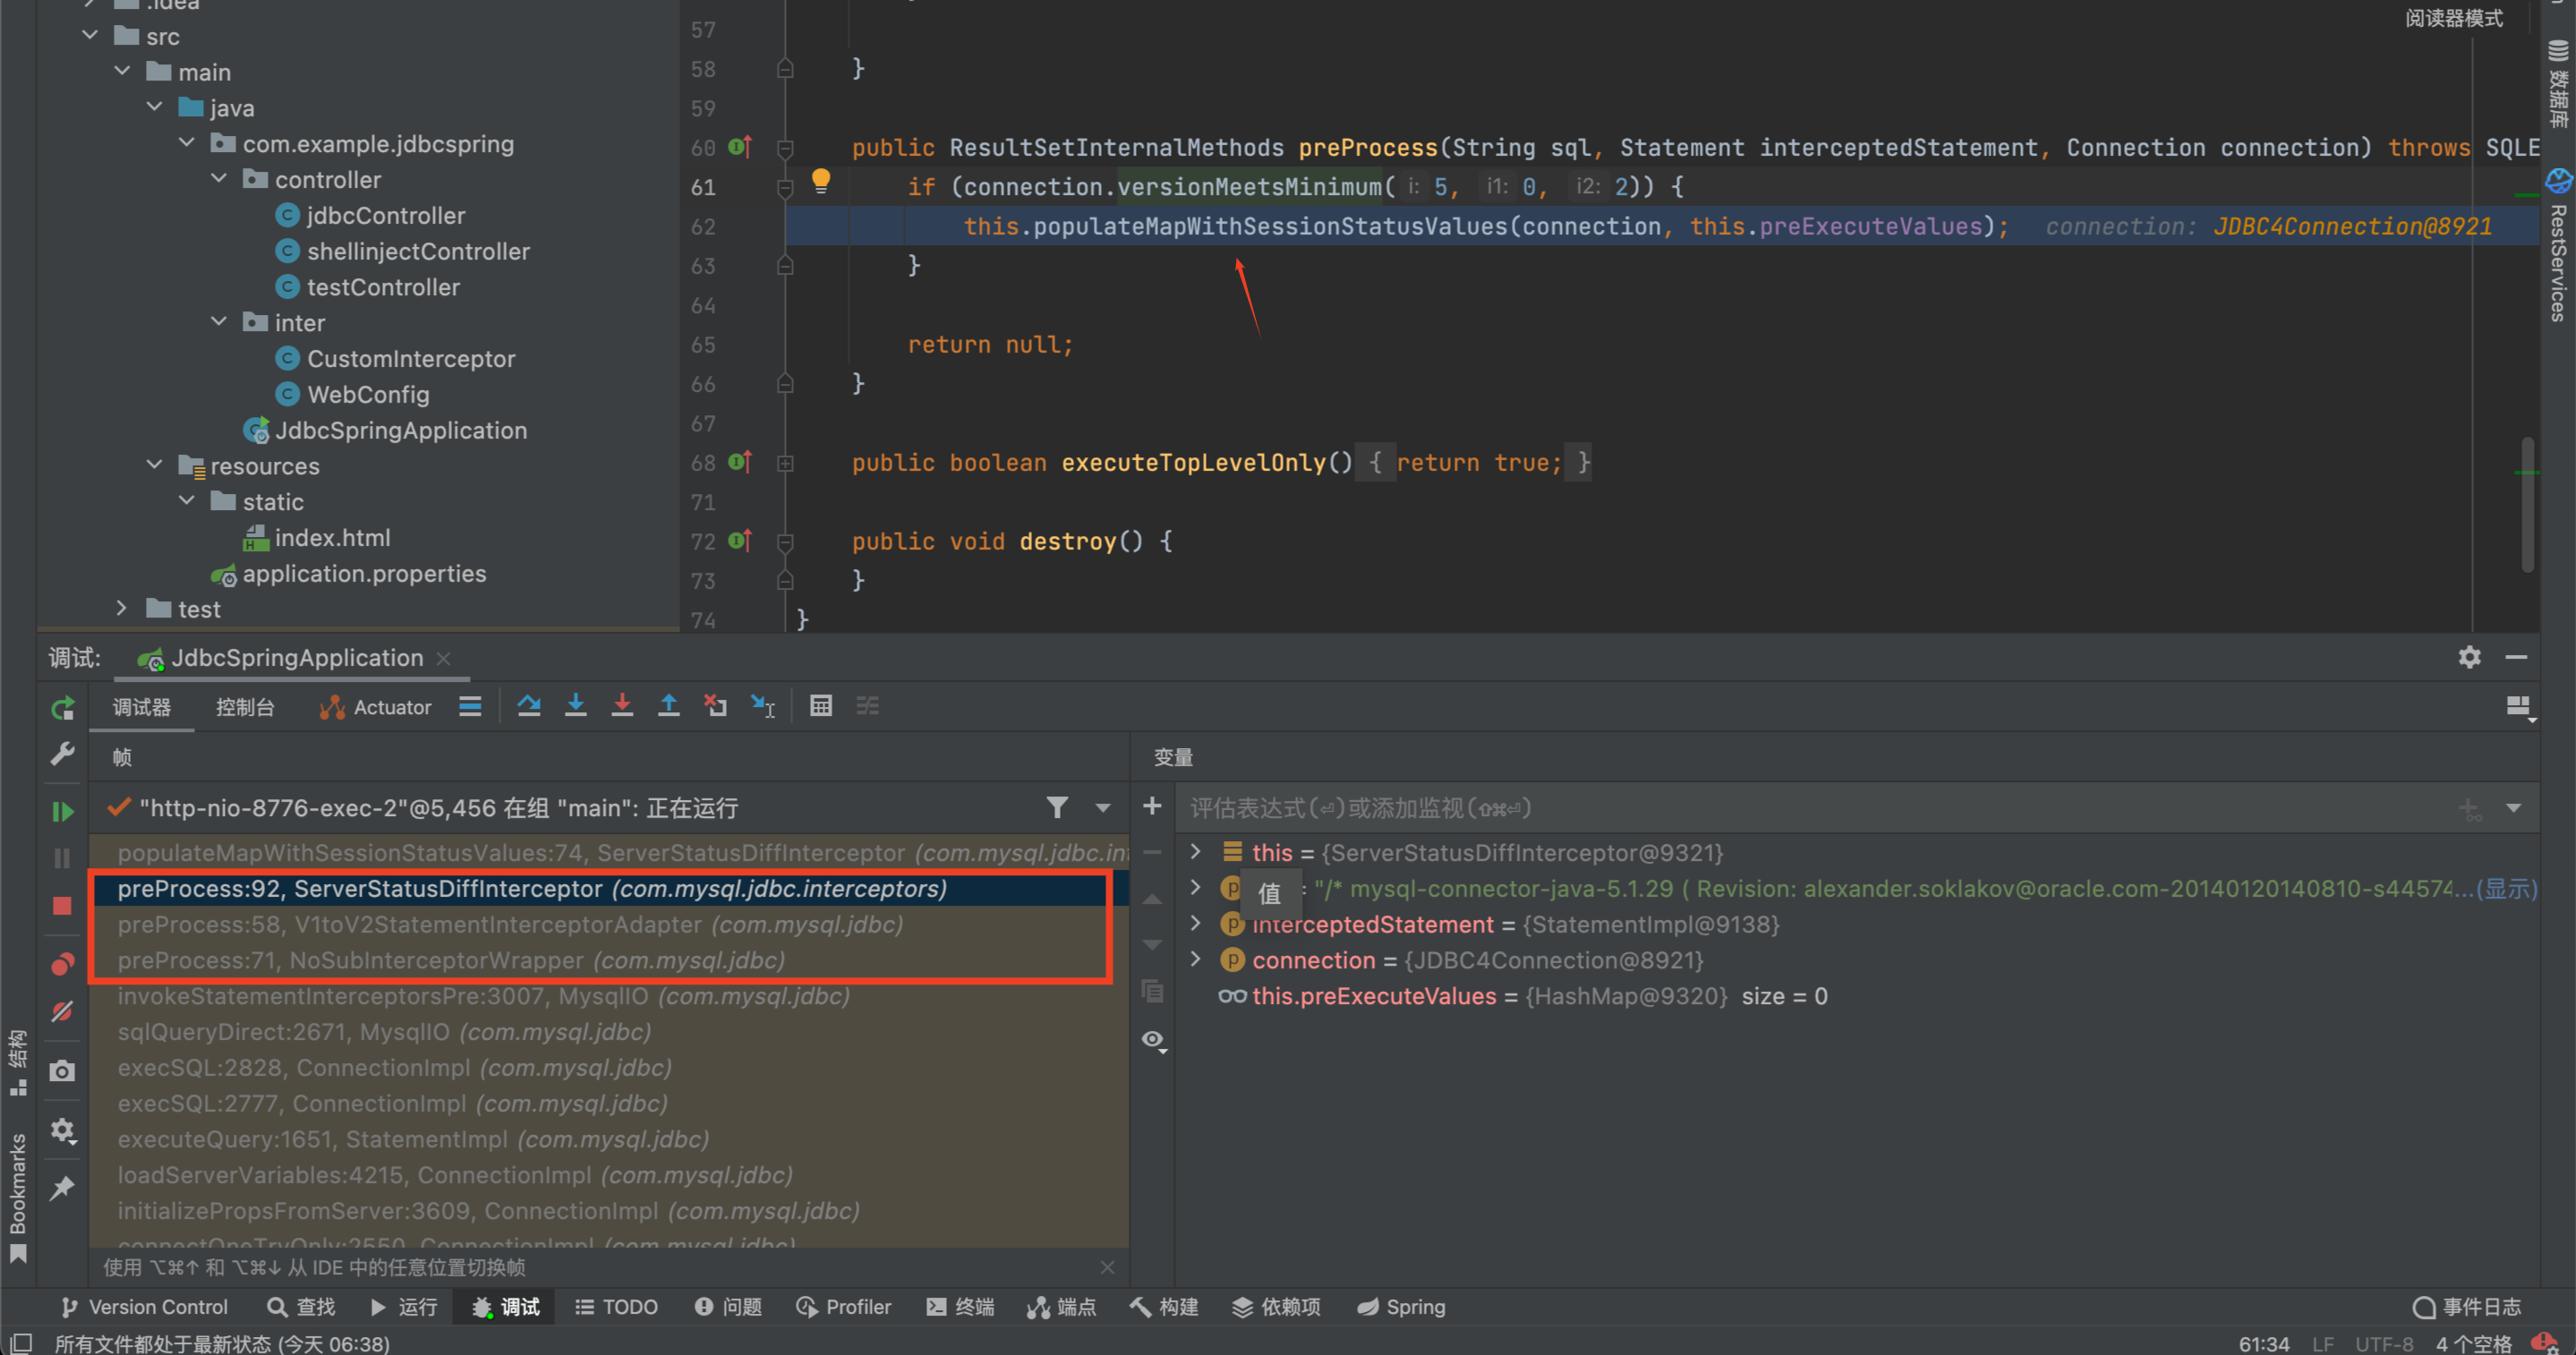 .idea
src
main
java
com.example.jdbcspring
controller
jdbcController
shellinjectController
testController
inter
CustomInterceptor
WebConfig
JdbcSpringApplication
resources
static
index.html
application.properties
test
阅读器模式
57
58 }
59
60 public ResultSetInternalMethods preProcess(String sql, Statement interceptedStatement, Connection connection) throws SQLE
61 if (connection.versionMeetsMinimum( i: 5, i1: 0, i2: 2)) {
62 this.populateMapWithSessionStatusValues(connection, this.preExecuteValues); connection: JDBC4Connection@8921
63 }
64
65 return null;
66 }
67
68 public boolean executeTopLevelOnly() { return true; }
71
72 public void destroy() {
73 }
74 }
数据库
RestServices
调试: JdbcSpringApplication
调试器 控制台 Actuator
帧
"http-nio-8776-exec-2"@5,456 在组 "main": 正在运行
populateMapWithSessionStatusValues:74, ServerStatusDiffInterceptor (com.mysql.jdbc.int
preProcess:92, ServerStatusDiffInterceptor (com.mysql.jdbc.interceptors)
preProcess:58, V1toV2StatementInterceptorAdapter (com.mysql.jdbc)
preProcess:71, NoSubInterceptorWrapper (com.mysql.jdbc)
invokeStatementInterceptorsPre:3007, MysqlIO (com.mysql.jdbc)
sqlQueryDirect:2671, MysqlIO (com.mysql.jdbc)
execSQL:2828, ConnectionImpl (com.mysql.jdbc)
execSQL:2777, ConnectionImpl (com.mysql.jdbc)
executeQuery:1651, StatementImpl (com.mysql.jdbc)
loadServerVariables:4215, ConnectionImpl (com.mysql.jdbc)
initializePropsFromServer:3609, ConnectionImpl (com.mysql.jdbc)
connectOneTryOnly:2550, ConnectionImpl (com.mysql.jdbc)
使用 ⌥⌘↑ 和 ⌥⌘↓ 从 IDE 中的任意位置切换帧
变量
评估表达式(⏎)或添加监视(⇧⌘⏎)
this = {ServerStatusDiffInterceptor@9321}
值 : "/* mysql-connector-java-5.1.29 ( Revision: alexander.soklakov@oracle.com-20140120140810-s44574...(显示)
interceptedStatement = {StatementImpl@9138}
connection = {JDBC4Connection@8921}
this.preExecuteValues = {HashMap@9320} size = 0
结构
Bookmarks
Version Control 查找 运行 调试 TODO 问题 Profiler 终端 端点 构建 依赖项 Spring 事件日志
所有文件都处于最新状态 (今天 06:38) 61:34 LF UTF-8 4 个空格